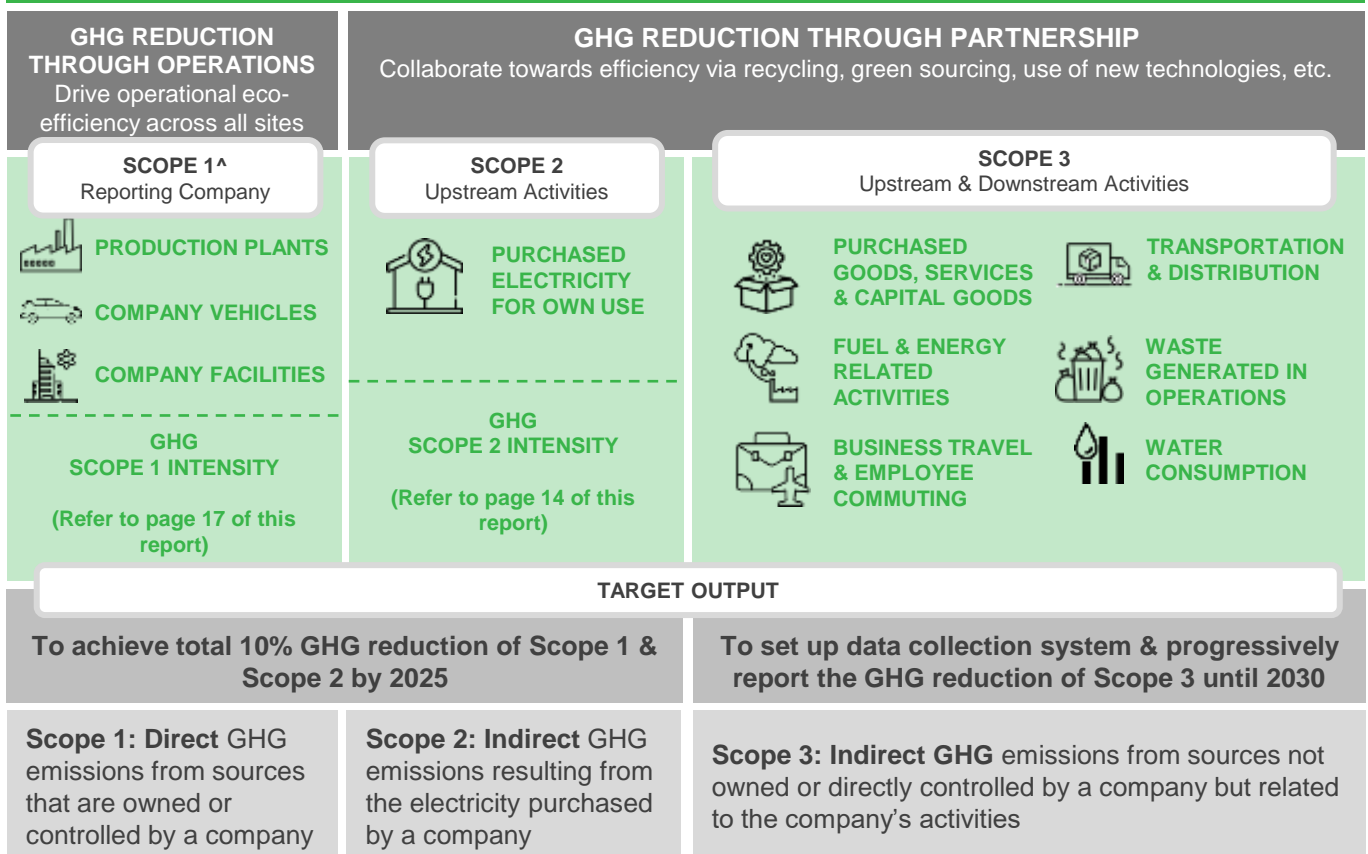 GHG REDUCTION
THROUGH OPERATIONS
Drive operational eco-
efficiency across all sites
GHG REDUCTION THROUGH PARTNERSHIP
Collaborate towards efficiency via recycling, green sourcing, use of new technologies, etc.
SCOPE 1^
Reporting Company
PRODUCTION PLANTS
COMPANY VEHICLES
COMPANY FACILITIES
GHG
SCOPE 1 INTENSITY
(Refer to page 17 of this
report)
SCOPE 2
Upstream Activities
PURCHASED
ELECTRICITY
FOR OWN USE
GHG
SCOPE 2 INTENSITY
(Refer to page 14 of this
report)
SCOPE 3
Upstream & Downstream Activities
PURCHASED
GOODS, SERVICES
& CAPITAL GOODS
FUEL & ENERGY
RELATED
ACTIVITIES
BUSINESS TRAVEL
& EMPLOYEE
COMMUTING
TRANSPORTATION
& DISTRIBUTION
WASTE
GENERATED IN
OPERATIONS
WATER
CONSUMPTION
TARGET OUTPUT
To achieve total 10% GHG reduction of Scope 1 &
Scope 2 by 2025
To set up data collection system & progressively
report the GHG reduction of Scope 3 until 2030
Scope 1: Direct GHG
emissions from sources
that are owned or
controlled by a company
Scope 2: Indirect GHG
emissions resulting from
the electricity purchased
by a company
Scope 3: Indirect GHG emissions from sources not
owned or directly controlled by a company but related
to the company's activities